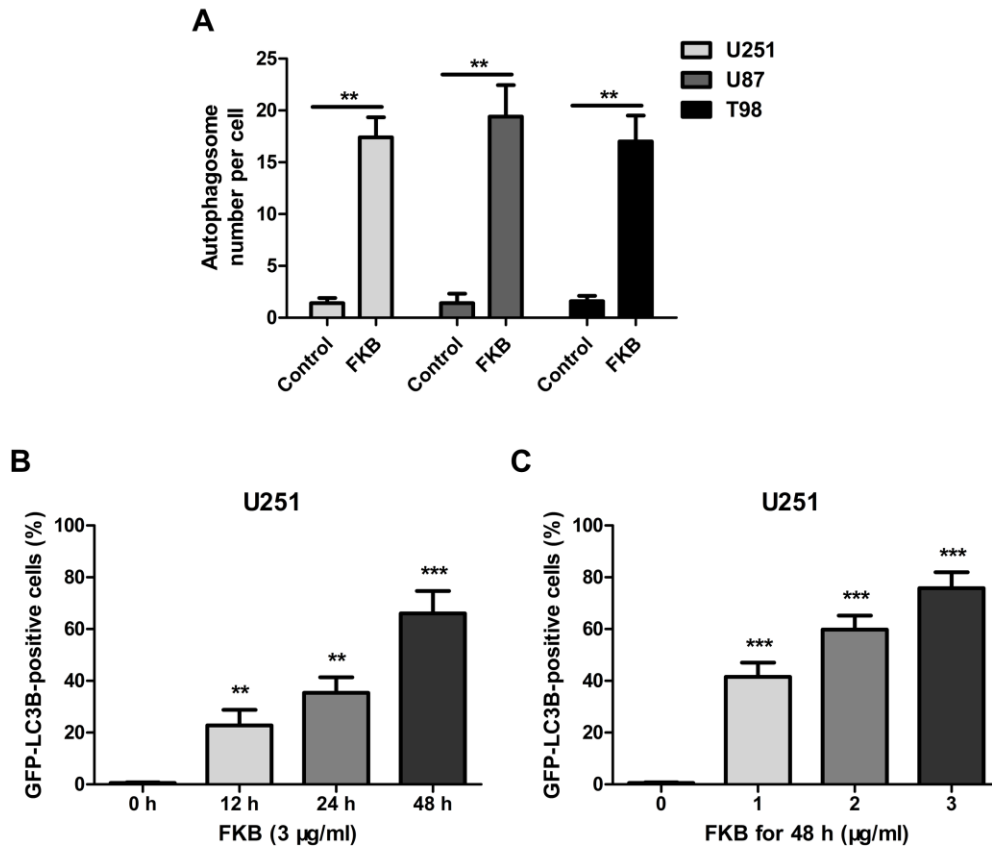 A
U251
U87
T98
Autophagosome
number per cell
25
20
15
10
5
0
** ** **
Control FKB Control FKB Control FKB
B
U251
GFP-LC3B-positive cells (%)
100
80
60
40
20
0
** ** ***
0 h 12 h 24 h 48 h
FKB (3 µg/ml)
C
U251
GFP-LC3B-positive cells (%)
100
80
60
40
20
0
*** *** ***
0 1 2 3
FKB for 48 h (µg/ml)